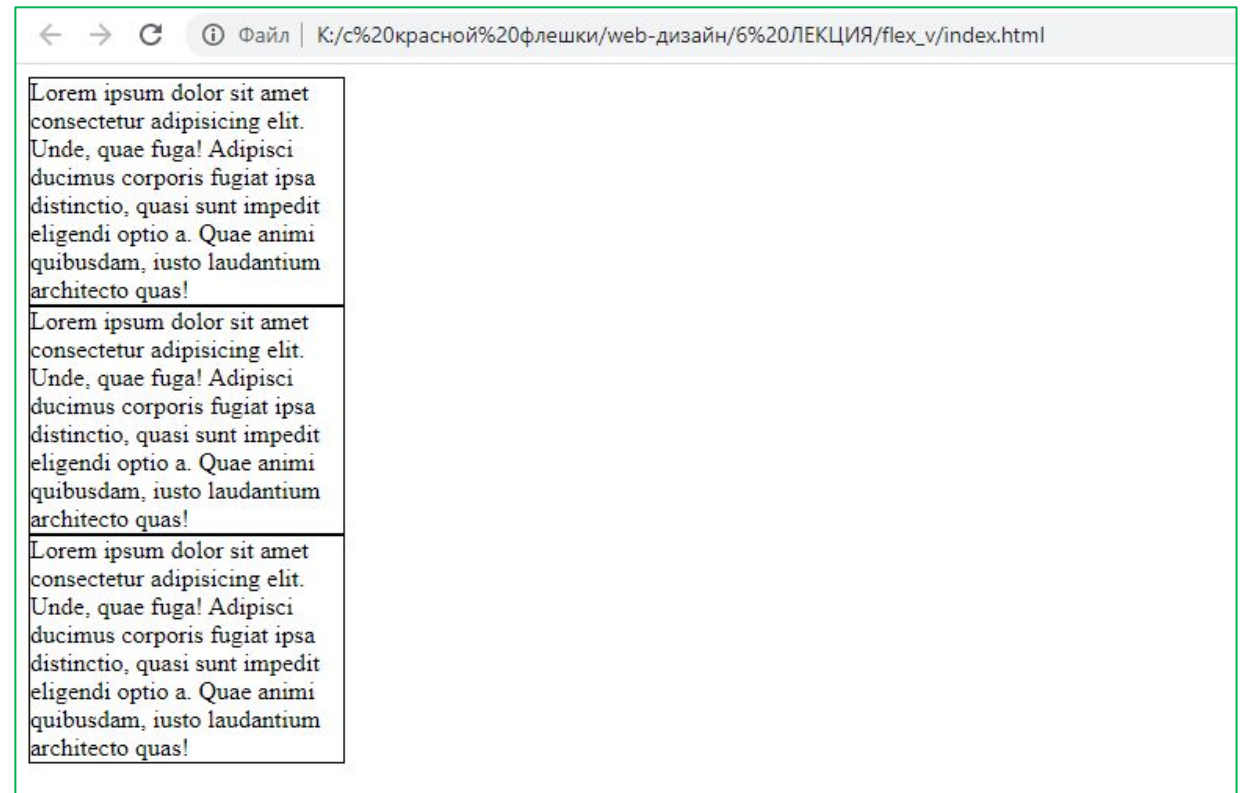 Файл | K:/с%20красной%20флешки/web-дизайн/6%20ЛЕКЦИЯ/flex_v/index.html
Lorem ipsum dolor sit amet
consectetur adipisicing elit.
Unde, quae fuga! Adipisci
ducimus corporis fugiat ipsa
distinctio, quasi sunt impedit
eligendi optio a. Quae animi
quibusdam, iusto laudantium
architecto quas!
Lorem ipsum dolor sit amet
consectetur adipisicing elit.
Unde, quae fuga! Adipisci
ducimus corporis fugiat ipsa
distinctio, quasi sunt impedit
eligendi optio a. Quae animi
quibusdam, iusto laudantium
architecto quas!
Lorem ipsum dolor sit amet
consectetur adipisicing elit.
Unde, quae fuga! Adipisci
ducimus corporis fugiat ipsa
distinctio, quasi sunt impedit
eligendi optio a. Quae animi
quibusdam, iusto laudantium
architecto quas!